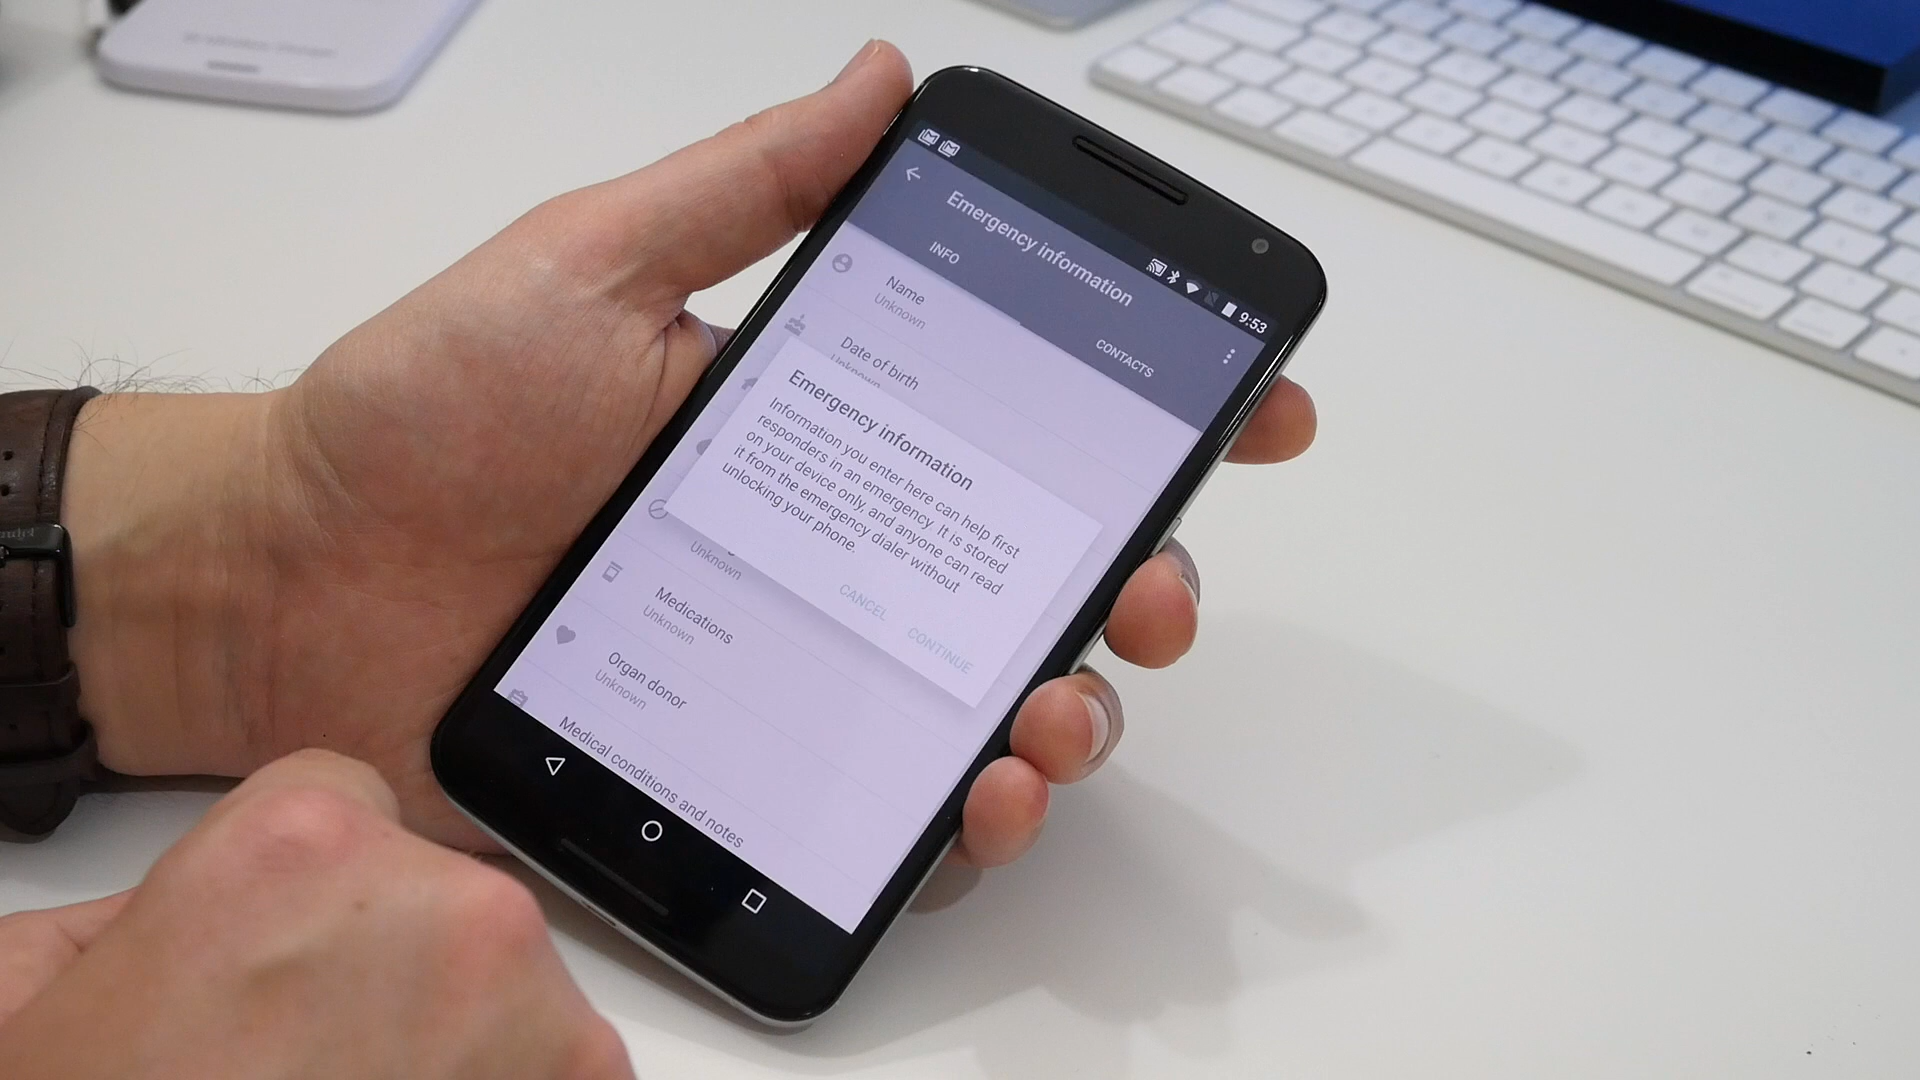 9:53
Emergency information
INFO
CONTACTS
Name
Unknown
Date of birth
Unknown
Emergency information
Information you enter here can help first
responders in an emergency. It is stored
on your device only, and anyone can read
it from the emergency dialer without
unlocking your phone.
CANCEL
CONTINUE
Unknown
Medications
Unknown
Organ donor
Unknown
Medical conditions and notes